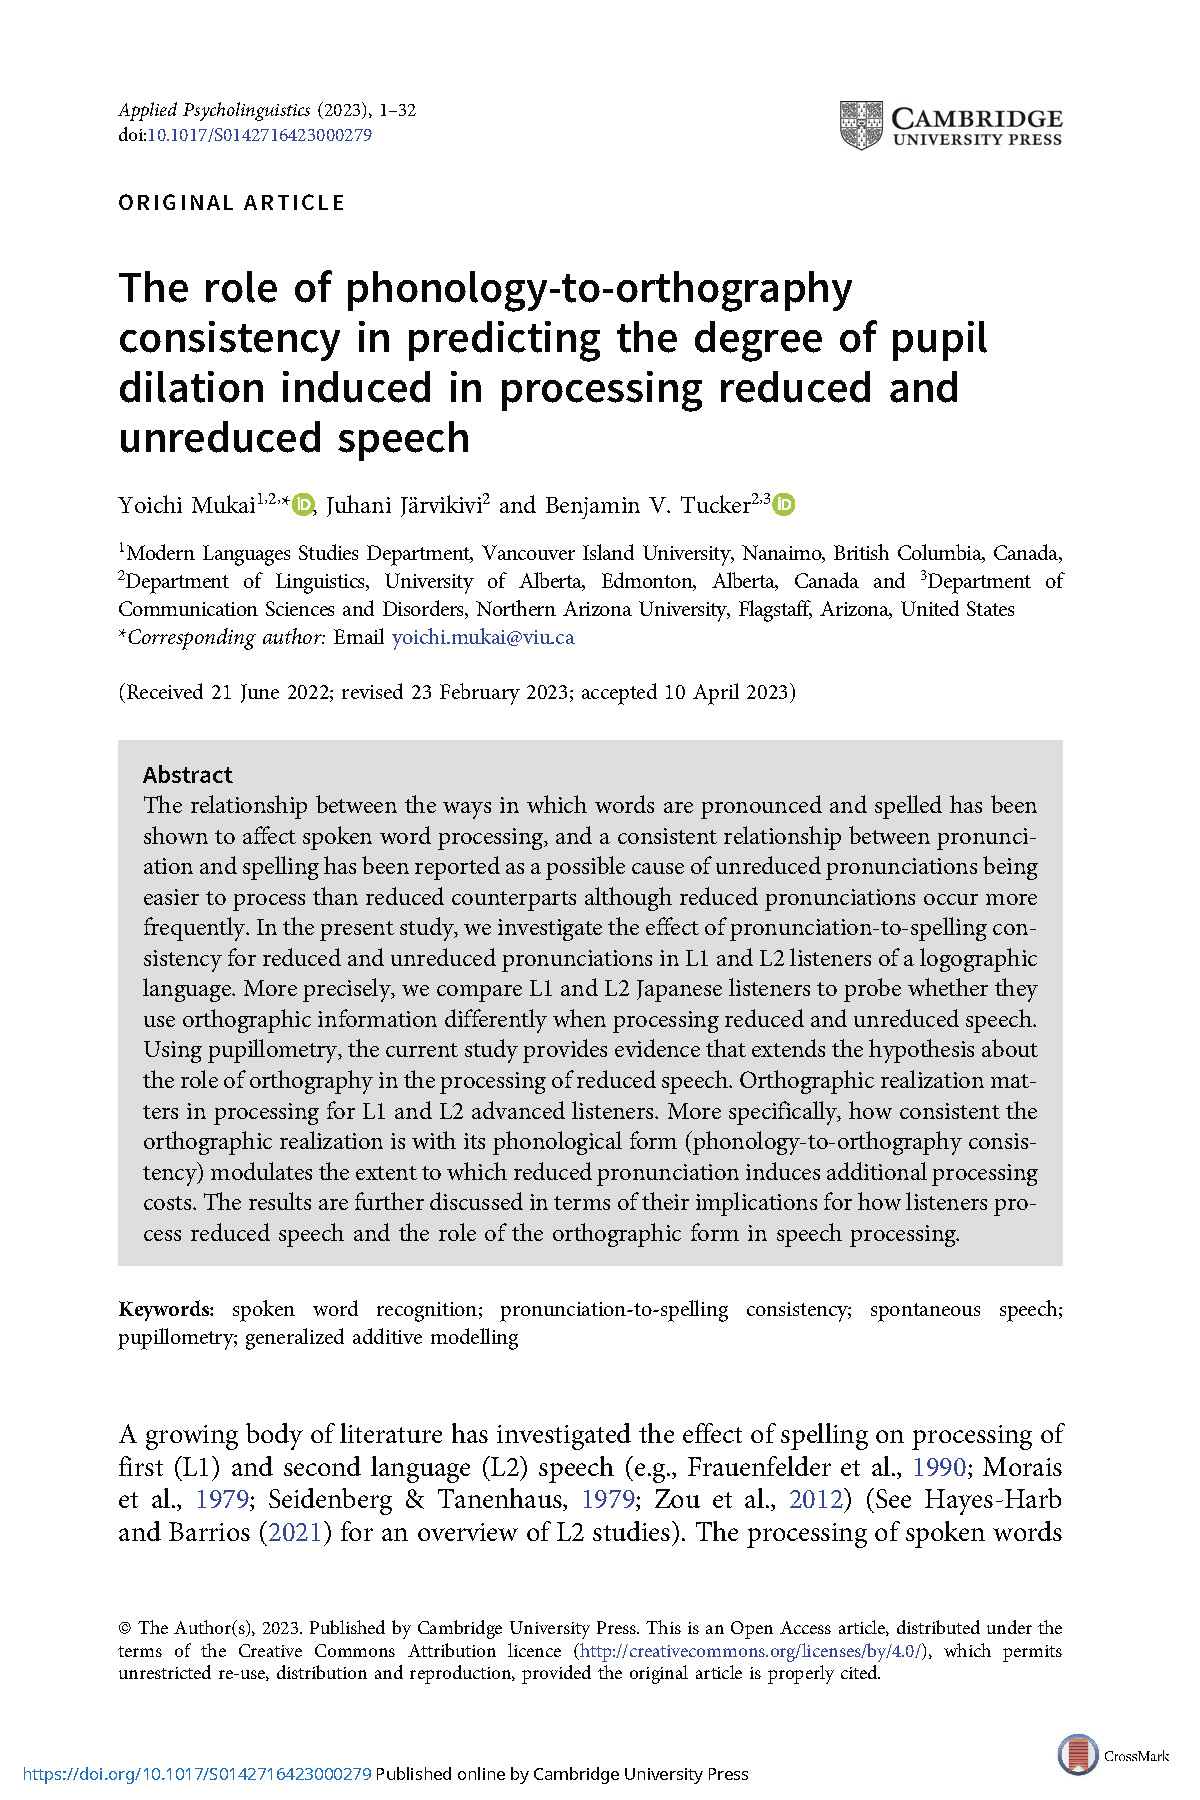 Applied Psycholinguistics (2023), 1–32
doi:10.1017/S0142716423000279
CAMBRIDGE
UNIVERSITY PRESS
ORIGINAL ARTICLE
The role of phonology-to-orthography
consistency in predicting the degree of pupil
dilation induced in processing reduced and
unreduced speech
Yoichi Mukai1,2,* iD, Juhani Järvikivi2 and Benjamin V. Tucker2,3 iD
1Modern Languages Studies Department, Vancouver Island University, Nanaimo, British Columbia, Canada,
2Department of Linguistics, University of Alberta, Edmonton, Alberta, Canada and 3Department of
Communication Sciences and Disorders, Northern Arizona University, Flagstaff, Arizona, United States
*Corresponding author: Email yoichi.mukai@viu.ca
(Received 21 June 2022; revised 23 February 2023; accepted 10 April 2023)
Abstract
The relationship between the ways in which words are pronounced and spelled has been
shown to affect spoken word processing, and a consistent relationship between pronunci-
ation and spelling has been reported as a possible cause of unreduced pronunciations being
easier to process than reduced counterparts although reduced pronunciations occur more
frequently. In the present study, we investigate the effect of pronunciation-to-spelling con-
sistency for reduced and unreduced pronunciations in L1 and L2 listeners of a logographic
language. More precisely, we compare L1 and L2 Japanese listeners to probe whether they
use orthographic information differently when processing reduced and unreduced speech.
Using pupillometry, the current study provides evidence that extends the hypothesis about
the role of orthography in the processing of reduced speech. Orthographic realization mat-
ters in processing for L1 and L2 advanced listeners. More specifically, how consistent the
orthographic realization is with its phonological form (phonology-to-orthography consis-
tency) modulates the extent to which reduced pronunciation induces additional processing
costs. The results are further discussed in terms of their implications for how listeners pro-
cess reduced speech and the role of the orthographic form in speech processing.
Keywords: spoken word recognition; pronunciation-to-spelling consistency; spontaneous speech;
pupillometry; generalized additive modelling
A growing body of literature has investigated the effect of spelling on processing of
first (L1) and second language (L2) speech (e.g., Frauenfelder et al., 1990; Morais
et al., 1979; Seidenberg & Tanenhaus, 1979; Zou et al., 2012) (See Hayes-Harb
and Barrios (2021) for an overview of L2 studies). The processing of spoken words
© The Author(s), 2023. Published by Cambridge University Press. This is an Open Access article, distributed under the
terms of the Creative Commons Attribution licence (http://creativecommons.org/licenses/by/4.0/), which permits
unrestricted re-use, distribution and reproduction, provided the original article is properly cited.
CrossMark
https://doi.org/10.1017/S0142716423000279 Published online by Cambridge University Press